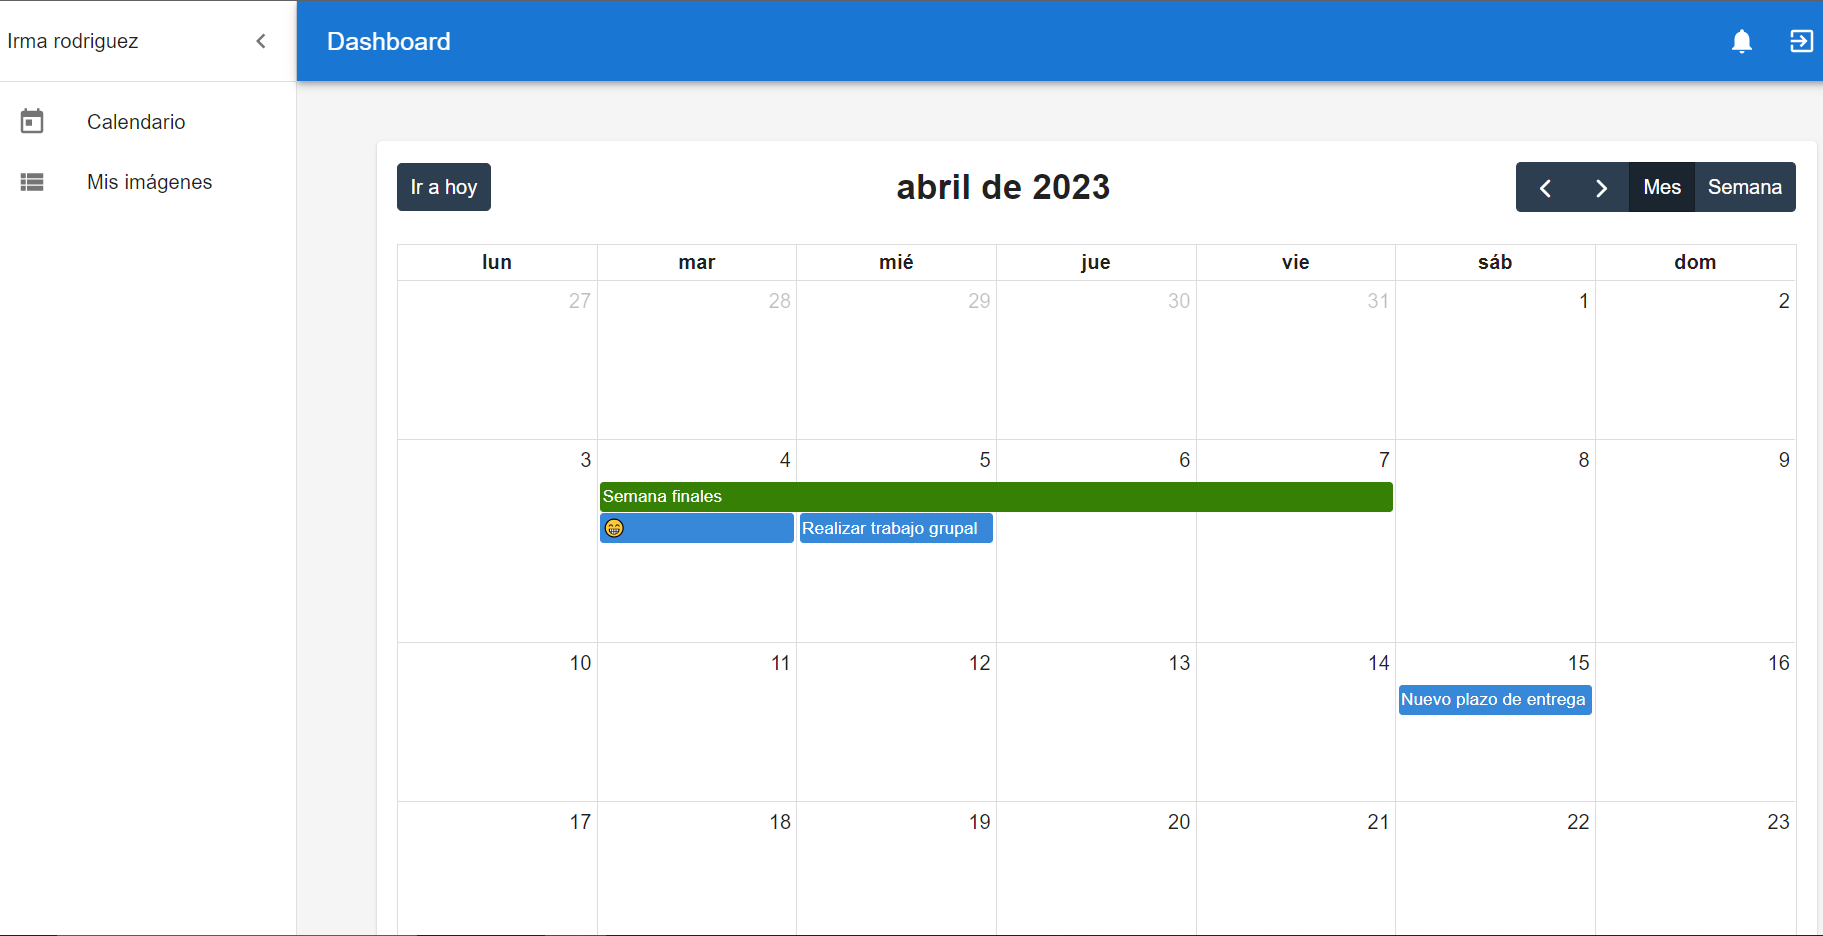 Irma rodriguez
Dashboard
Calendario
Mis imágenes
Ir a hoy
abril de 2023
Mes Semana
lun mar mié jue vie sáb dom
27 28 29 30 31 1 2
3 4 5 6 7 8 9
Semana finales
😁 Realizar trabajo grupal
10 11 12 13 14 15 16
Nuevo plazo de entrega
17 18 19 20 21 22 23